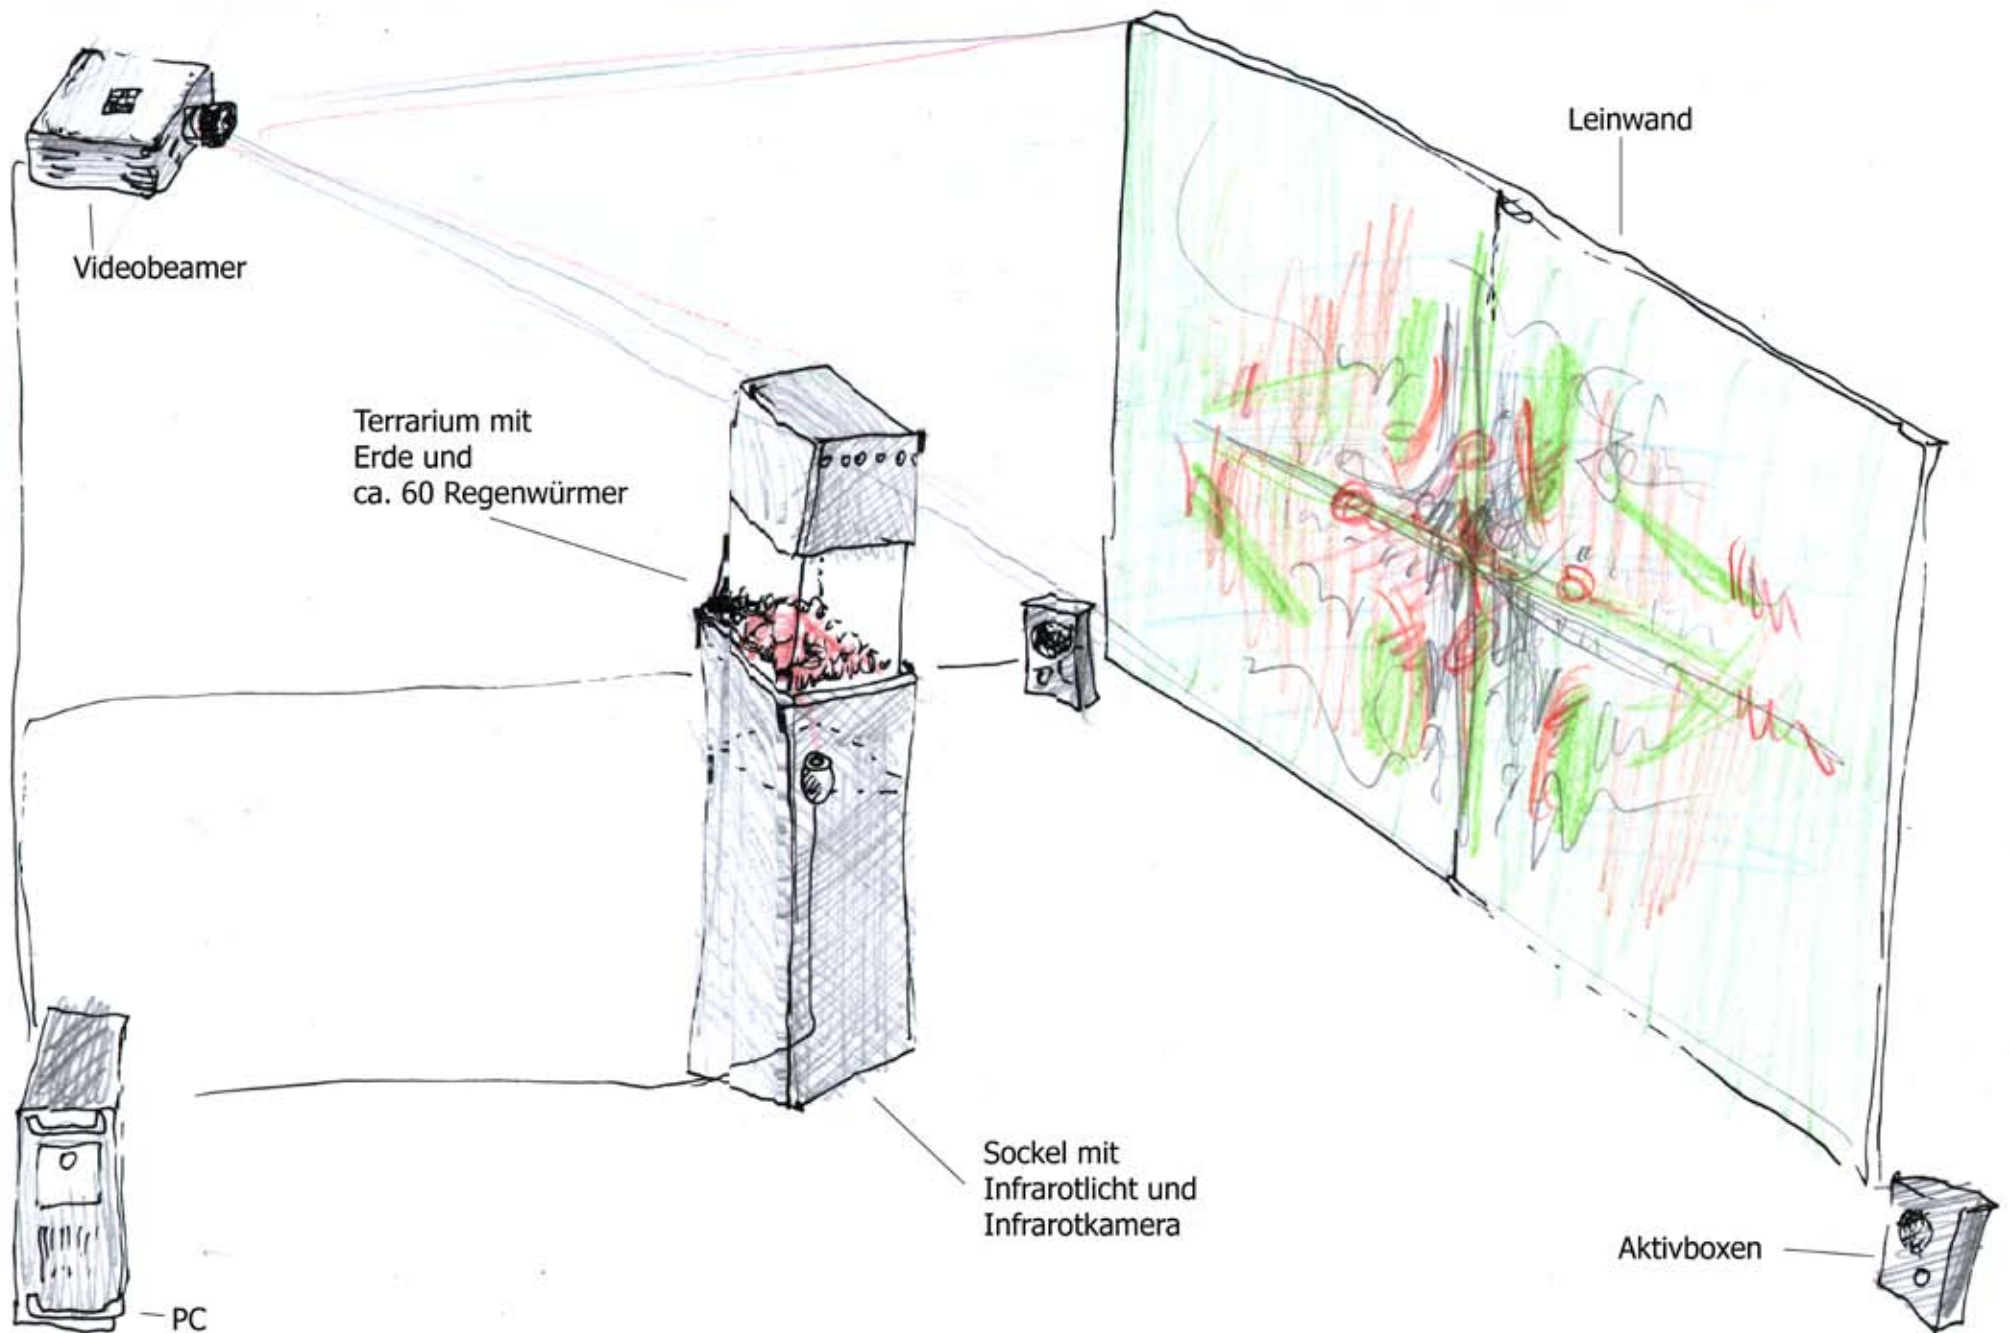 Leinwand
Videobeamer
Terrarium mit
Erde und
ca. 60 Regenwürmer
Sockel mit
Infrarotlicht und
Infrarotkamera
Aktivboxen
PC